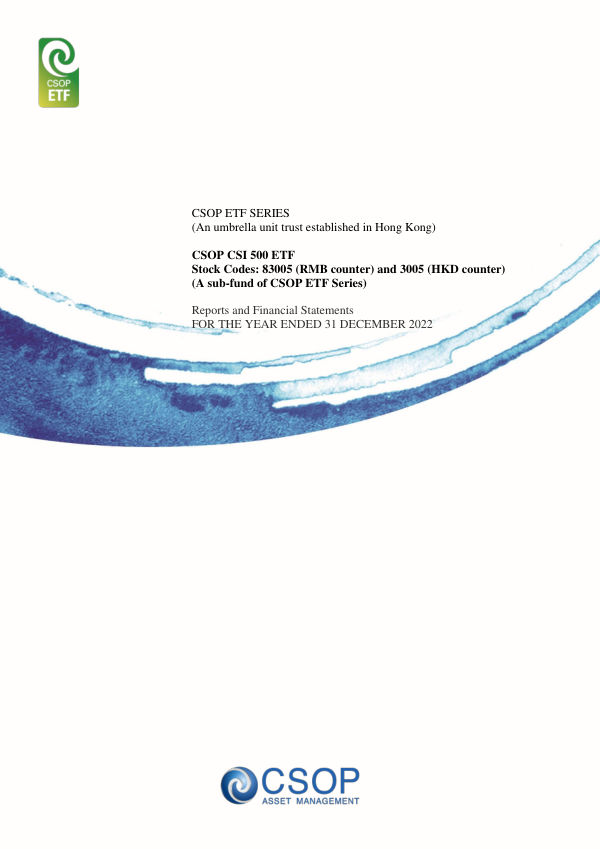 CSOP
ETF
CSOP ETF SERIES
(An umbrella unit trust established in Hong Kong)
CSOP CSI 500 ETF
Stock Codes: 83005 (RMB counter) and 3005 (HKD counter)
(A sub-fund of CSOP ETF Series)
Reports and Financial Statements
FOR THE YEAR ENDED 31 DECEMBER 2022
CSOP
ASSET MANAGEMENT